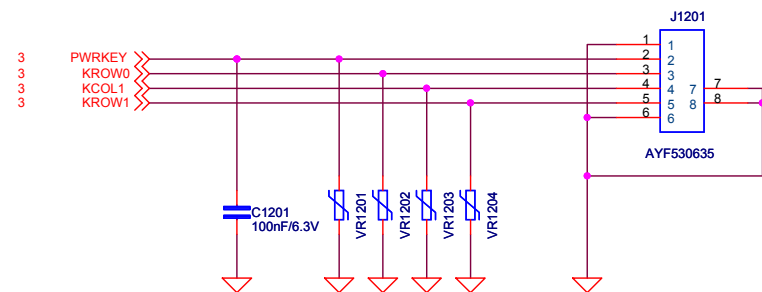 J1201
3 PWRKEY 1 1
3 KROW0 2 2
3 KCOL1 3 3
3 KROW1 4 4 7 7
5 5 8 8
6 6
AYF530635
C1201
100nF/6.3V
VR1201
VR1202
VR1203
VR1204